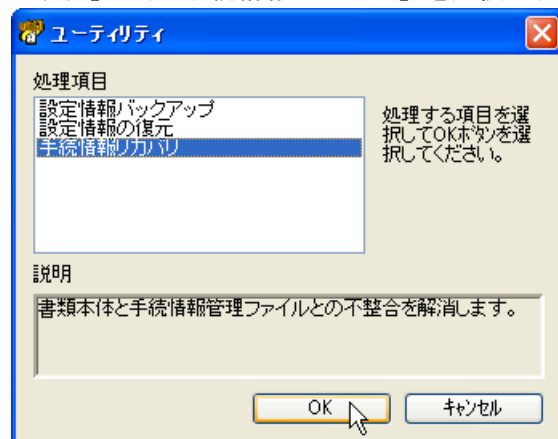 ユーティリティ
処理項目
設定情報バックアップ
設定情報の復元
手続情報リカバリ
処理する項目を選
択してOKボタンを選
択してください。
説明
書類本体と手続情報管理ファイルとの不整合を解消します。
OK
キャンセル